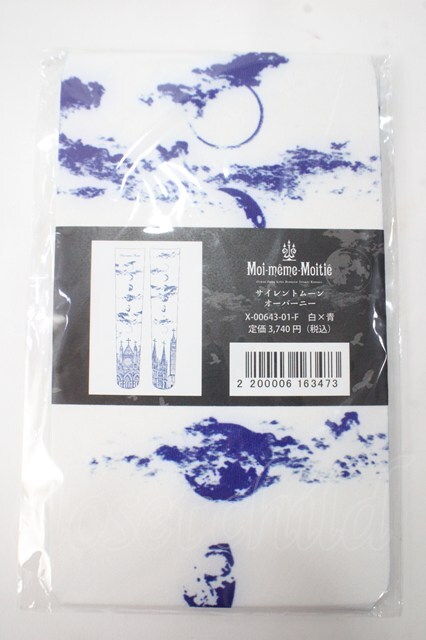 Moi-même-Moitié
サイレントムーン
オーバーニー
X-00643-01-F 白×青
定価 3,740 円（税込）
2 200006 163473